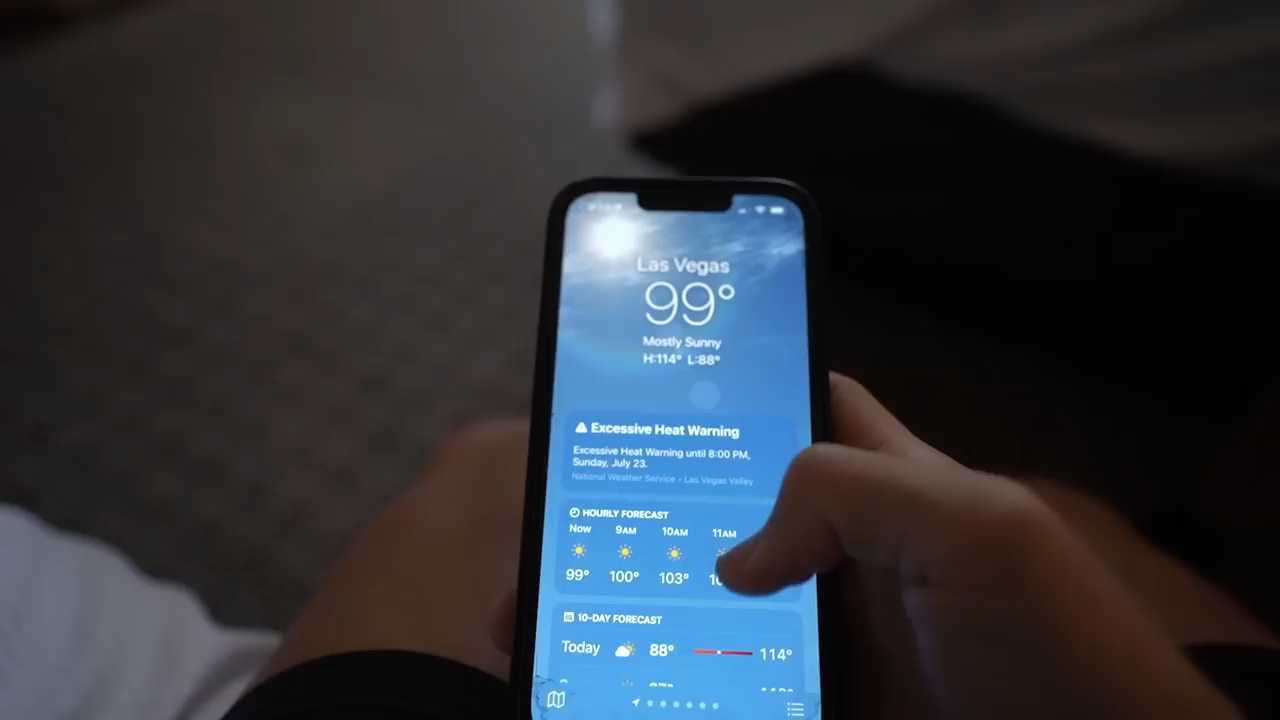 Las Vegas
99°
Mostly Sunny
H:114° L:88°
Excessive Heat Warning
Excessive Heat Warning until 8:00 PM,
Sunday, July 23.
National Weather Service - Las Vegas Valley
HOURLY FORECAST
Now 9AM 10AM 11AM
99° 100° 103°
10-DAY FORECAST
Today 88° 114°